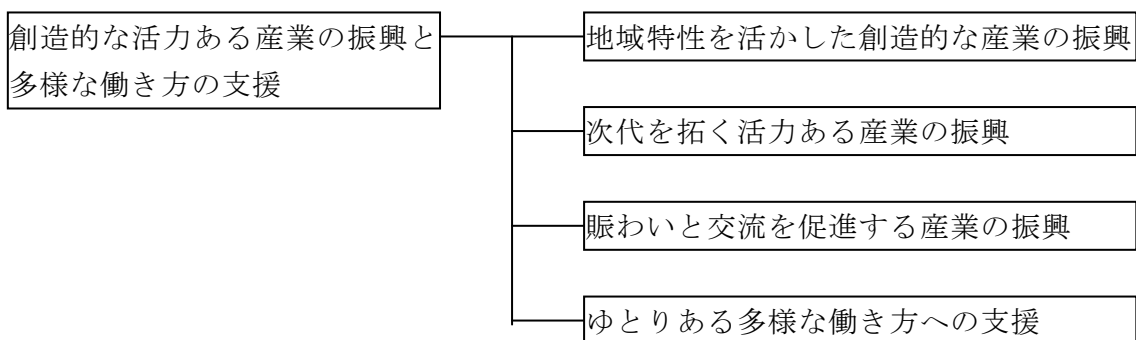 創造的な活力ある産業の振興と
多様な働き方の支援
地域特性を活かした創造的な産業の振興
次代を拓く活力ある産業の振興
賑わいと交流を促進する産業の振興
ゆとりある多様な働き方への支援